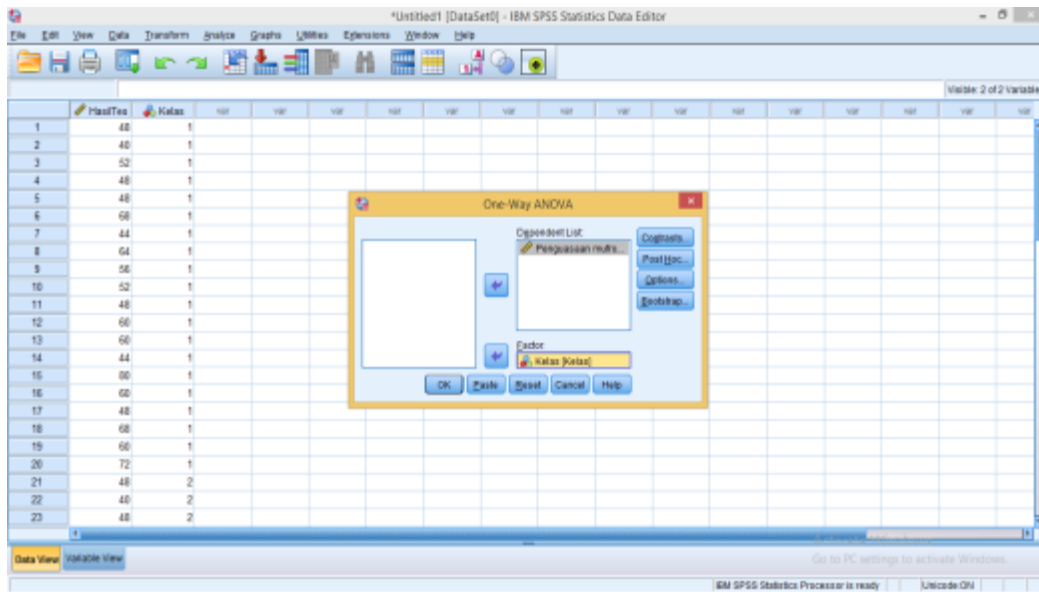 *Untitled1 [DataSet0] - IBM SPSS Statistics Data Editor
File Edit View Data Transform Analyze Graphs Utilities Extensions Window Help
Visible: 2 of 2 Variable
HasilTes Kelas var var var var var var var var var var var var var var var
1 48 1
2 40 1
3 52 1
4 48 1
5 48 1
6 68 1
7 44 1
8 64 1
9 56 1
10 52 1
11 48 1
12 60 1
13 60 1
14 44 1
15 80 1
16 60 1
17 48 1
18 68 1
19 60 1
20 72 1
21 48 2
22 40 2
23 48 2
One-Way ANOVA
Dependent List:
Penguasaan mufra...
Contrasts...
Post Hoc...
Options...
Bootstrap...
Factor:
Kelas [Kelas]
OK Paste Reset Cancel Help
Data View Variable View
Go to PC settings to activate Windows.
IBM SPSS Statistics Processor is ready Unicode:ON